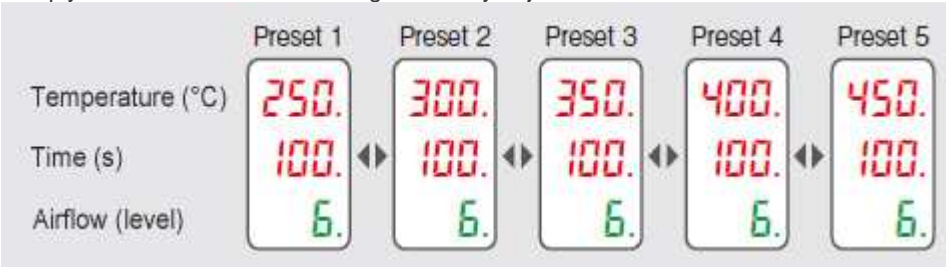 Preset 1 Preset 2 Preset 3 Preset 4 Preset 5
Temperature (°C) 250. 300. 350. 400. 450.
Time (s) 100. 100. 100. 100. 100.
Airflow (level) 6. 6. 6. 6. 6.